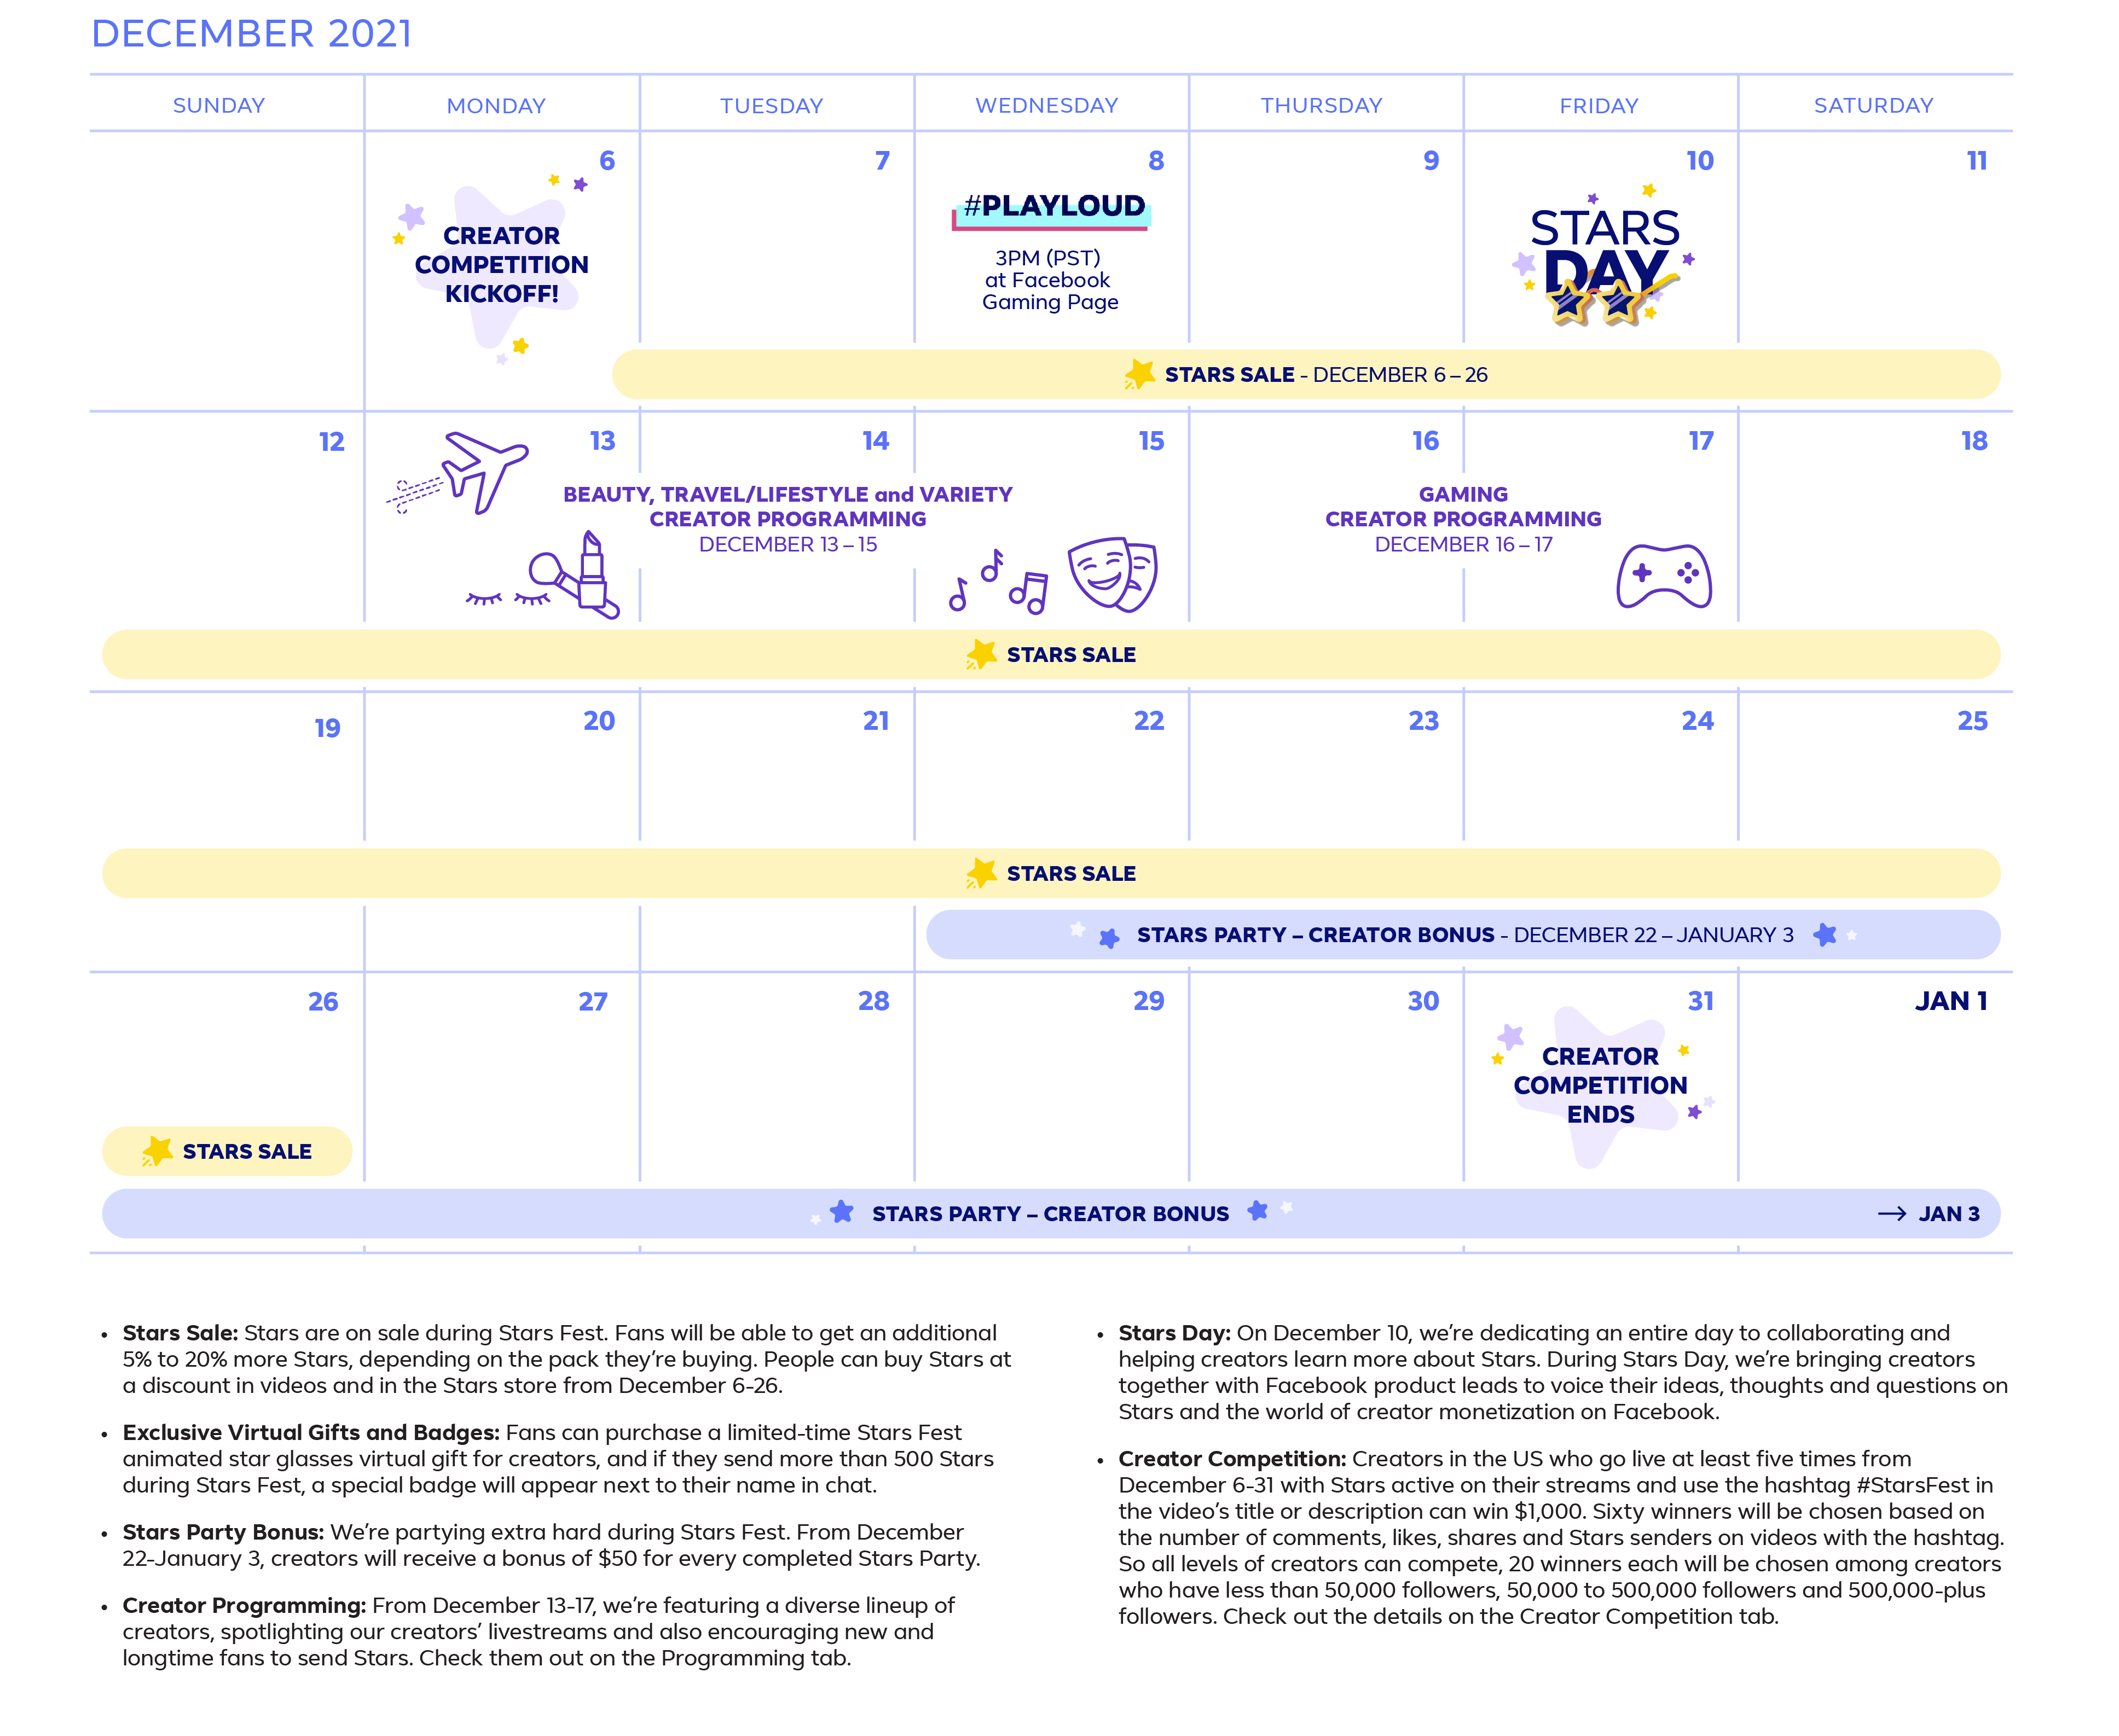 DECEMBER 2021
SUNDAY
MONDAY
TUESDAY
WEDNESDAY
THURSDAY
FRIDAY
SATURDAY
6
CREATOR
COMPETITION
KICKOFF!
7
8
#PLAYLOUD
3PM (PST)
at Facebook
Gaming Page
9
10
STARS
DAY
11
STARS SALE - DECEMBER 6 – 26
12
13
14
15
16
17
18
BEAUTY, TRAVEL/LIFESTYLE and VARIETY
CREATOR PROGRAMMING
DECEMBER 13 – 15
GAMING
CREATOR PROGRAMMING
DECEMBER 16 – 17
STARS SALE
19
20
21
22
23
24
25
STARS SALE
STARS PARTY – CREATOR BONUS - DECEMBER 22 – JANUARY 3
26
27
28
29
30
31
JAN 1
CREATOR
COMPETITION
ENDS
STARS SALE
STARS PARTY – CREATOR BONUS
→ JAN 3
• Stars Sale: Stars are on sale during Stars Fest. Fans will be able to get an additional
5% to 20% more Stars, depending on the pack they’re buying. People can buy Stars at
a discount in videos and in the Stars store from December 6-26.
• Exclusive Virtual Gifts and Badges: Fans can purchase a limited-time Stars Fest
animated star glasses virtual gift for creators, and if they send more than 500 Stars
during Stars Fest, a special badge will appear next to their name in chat.
• Stars Party Bonus: We’re partying extra hard during Stars Fest. From December
22-January 3, creators will receive a bonus of $50 for every completed Stars Party.
• Creator Programming: From December 13-17, we’re featuring a diverse lineup of
creators, spotlighting our creators’ livestreams and also encouraging new and
longtime fans to send Stars. Check them out on the Programming tab.
• Stars Day: On December 10, we’re dedicating an entire day to collaborating and
helping creators learn more about Stars. During Stars Day, we’re bringing creators
together with Facebook product leads to voice their ideas, thoughts and questions on
Stars and the world of creator monetization on Facebook.
• Creator Competition: Creators in the US who go live at least five times from
December 6-31 with Stars active on their streams and use the hashtag #StarsFest in
the video’s title or description can win $1,000. Sixty winners will be chosen based on
the number of comments, likes, shares and Stars senders on videos with the hashtag.
So all levels of creators can compete, 20 winners each will be chosen among creators
who have less than 50,000 followers, 50,000 to 500,000 followers and 500,000-plus
followers. Check out the details on the Creator Competition tab.